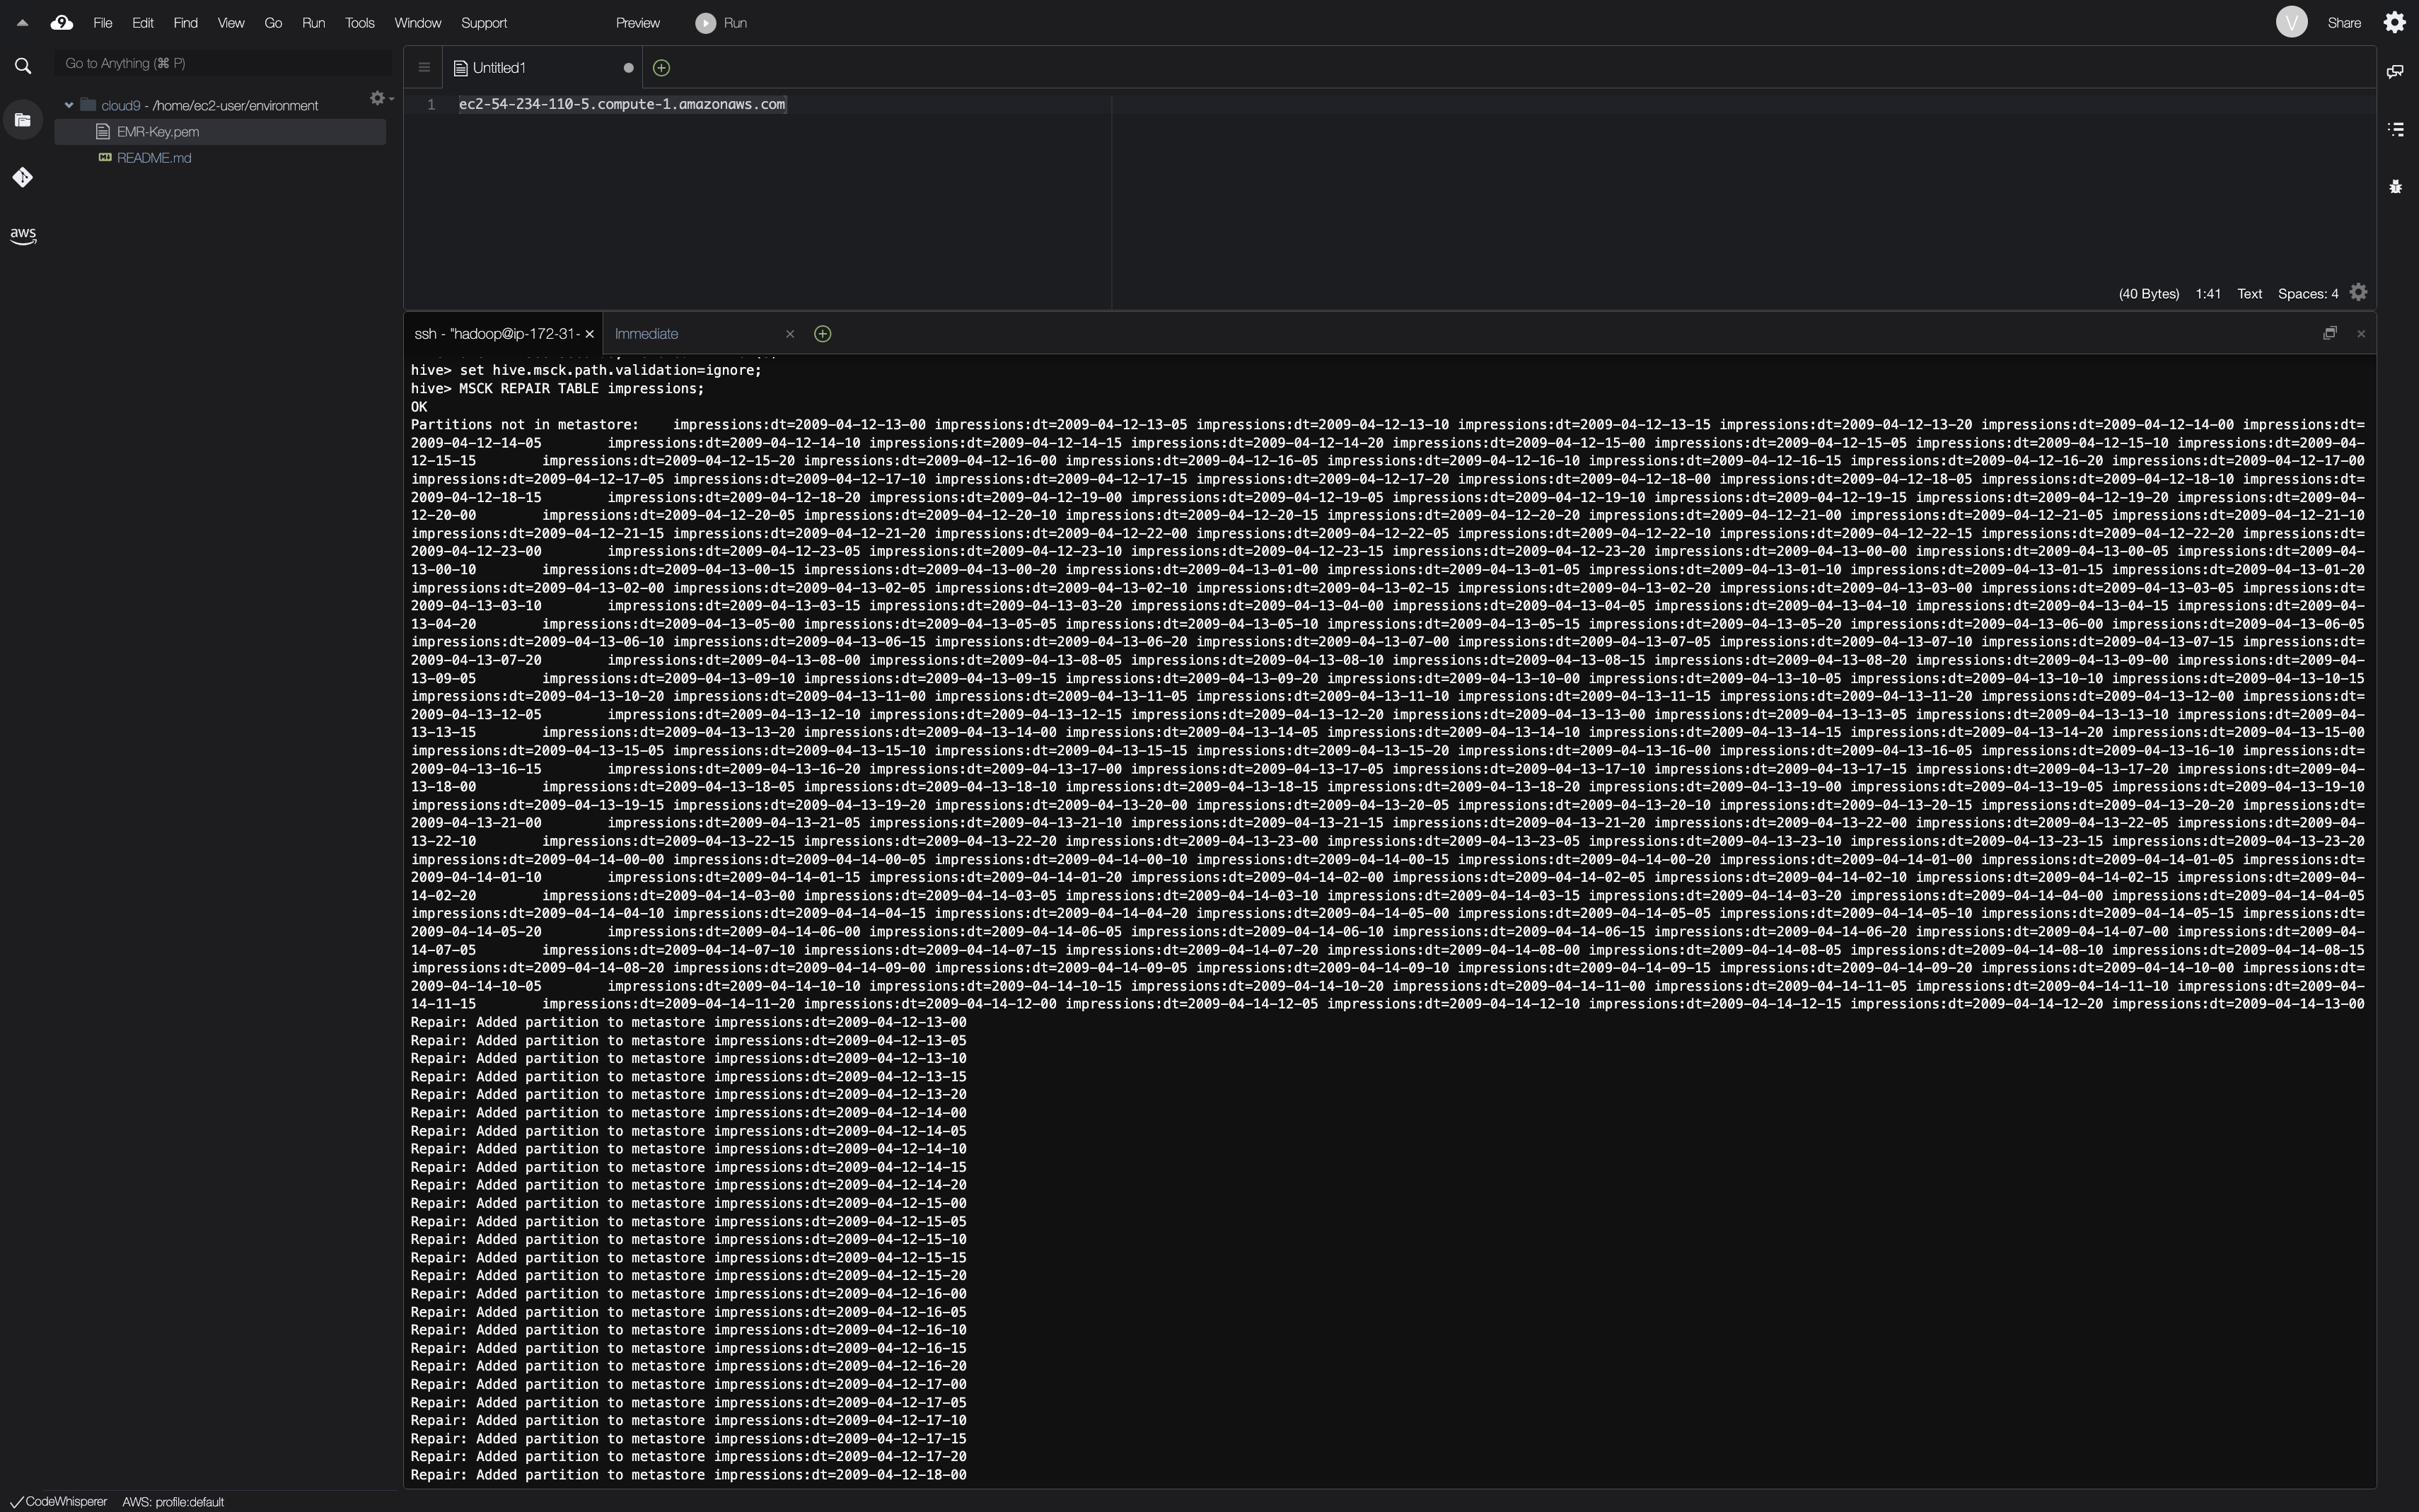 File Edit Find View Go Run Tools Window Support Preview Run V Share
Go to Anything (⌘ P)
Untitled1
cloud9 - /home/ec2-user/environment
EMR-Key.pem
README.md
aws
1 ec2-54-234-110-5.compute-1.amazonaws.com
(40 Bytes) 1:41 Text Spaces: 4
ssh - "hadoop@ip-172-31- Immediate
hive> set hive.msck.path.validation=ignore;
hive> MSCK REPAIR TABLE impressions;
OK
Partitions not in metastore:    impressions:dt=2009-04-12-13-00 impressions:dt=2009-04-12-13-05 impressions:dt=2009-04-12-13-10 impressions:dt=2009-04-12-13-15 impressions:dt=2009-04-12-13-20 impressions:dt=2009-04-12-14-00 impressions:dt=
2009-04-12-14-05        impressions:dt=2009-04-12-14-10 impressions:dt=2009-04-12-14-15 impressions:dt=2009-04-12-14-20 impressions:dt=2009-04-12-15-00 impressions:dt=2009-04-12-15-05 impressions:dt=2009-04-12-15-10 impressions:dt=2009-04-
12-15-15        impressions:dt=2009-04-12-15-20 impressions:dt=2009-04-12-16-00 impressions:dt=2009-04-12-16-05 impressions:dt=2009-04-12-16-10 impressions:dt=2009-04-12-16-15 impressions:dt=2009-04-12-16-20 impressions:dt=2009-04-12-17-00
impressions:dt=2009-04-12-17-05 impressions:dt=2009-04-12-17-10 impressions:dt=2009-04-12-17-15 impressions:dt=2009-04-12-17-20 impressions:dt=2009-04-12-18-00 impressions:dt=2009-04-12-18-05 impressions:dt=2009-04-12-18-10 impressions:dt=
2009-04-12-18-15        impressions:dt=2009-04-12-18-20 impressions:dt=2009-04-12-19-00 impressions:dt=2009-04-12-19-05 impressions:dt=2009-04-12-19-10 impressions:dt=2009-04-12-19-15 impressions:dt=2009-04-12-19-20 impressions:dt=2009-04-
12-20-00        impressions:dt=2009-04-12-20-05 impressions:dt=2009-04-12-20-10 impressions:dt=2009-04-12-20-15 impressions:dt=2009-04-12-20-20 impressions:dt=2009-04-12-21-00 impressions:dt=2009-04-12-21-05 impressions:dt=2009-04-12-21-10
impressions:dt=2009-04-12-21-15 impressions:dt=2009-04-12-21-20 impressions:dt=2009-04-12-22-00 impressions:dt=2009-04-12-22-05 impressions:dt=2009-04-12-22-10 impressions:dt=2009-04-12-22-15 impressions:dt=2009-04-12-22-20 impressions:dt=
2009-04-12-23-00        impressions:dt=2009-04-12-23-05 impressions:dt=2009-04-12-23-10 impressions:dt=2009-04-12-23-15 impressions:dt=2009-04-12-23-20 impressions:dt=2009-04-13-00-00 impressions:dt=2009-04-13-00-05 impressions:dt=2009-04-
13-00-10        impressions:dt=2009-04-13-00-15 impressions:dt=2009-04-13-00-20 impressions:dt=2009-04-13-01-00 impressions:dt=2009-04-13-01-05 impressions:dt=2009-04-13-01-10 impressions:dt=2009-04-13-01-15 impressions:dt=2009-04-13-01-20
impressions:dt=2009-04-13-02-00 impressions:dt=2009-04-13-02-05 impressions:dt=2009-04-13-02-10 impressions:dt=2009-04-13-02-15 impressions:dt=2009-04-13-02-20 impressions:dt=2009-04-13-03-00 impressions:dt=2009-04-13-03-05 impressions:dt=
2009-04-13-03-10        impressions:dt=2009-04-13-03-15 impressions:dt=2009-04-13-03-20 impressions:dt=2009-04-13-04-00 impressions:dt=2009-04-13-04-05 impressions:dt=2009-04-13-04-10 impressions:dt=2009-04-13-04-15 impressions:dt=2009-04-
13-04-20        impressions:dt=2009-04-13-05-00 impressions:dt=2009-04-13-05-05 impressions:dt=2009-04-13-05-10 impressions:dt=2009-04-13-05-15 impressions:dt=2009-04-13-05-20 impressions:dt=2009-04-13-06-00 impressions:dt=2009-04-13-06-05
impressions:dt=2009-04-13-06-10 impressions:dt=2009-04-13-06-15 impressions:dt=2009-04-13-06-20 impressions:dt=2009-04-13-07-00 impressions:dt=2009-04-13-07-05 impressions:dt=2009-04-13-07-10 impressions:dt=2009-04-13-07-15 impressions:dt=
2009-04-13-07-20        impressions:dt=2009-04-13-08-00 impressions:dt=2009-04-13-08-05 impressions:dt=2009-04-13-08-10 impressions:dt=2009-04-13-08-15 impressions:dt=2009-04-13-08-20 impressions:dt=2009-04-13-09-00 impressions:dt=2009-04-
13-09-05        impressions:dt=2009-04-13-09-10 impressions:dt=2009-04-13-09-15 impressions:dt=2009-04-13-09-20 impressions:dt=2009-04-13-10-00 impressions:dt=2009-04-13-10-05 impressions:dt=2009-04-13-10-10 impressions:dt=2009-04-13-10-15
impressions:dt=2009-04-13-10-20 impressions:dt=2009-04-13-11-00 impressions:dt=2009-04-13-11-05 impressions:dt=2009-04-13-11-10 impressions:dt=2009-04-13-11-15 impressions:dt=2009-04-13-11-20 impressions:dt=2009-04-13-12-00 impressions:dt=
2009-04-13-12-05        impressions:dt=2009-04-13-12-10 impressions:dt=2009-04-13-12-15 impressions:dt=2009-04-13-12-20 impressions:dt=2009-04-13-13-00 impressions:dt=2009-04-13-13-05 impressions:dt=2009-04-13-13-10 impressions:dt=2009-04-
13-13-15        impressions:dt=2009-04-13-13-20 impressions:dt=2009-04-13-14-00 impressions:dt=2009-04-13-14-05 impressions:dt=2009-04-13-14-10 impressions:dt=2009-04-13-14-15 impressions:dt=2009-04-13-14-20 impressions:dt=2009-04-13-15-00
impressions:dt=2009-04-13-15-05 impressions:dt=2009-04-13-15-10 impressions:dt=2009-04-13-15-15 impressions:dt=2009-04-13-15-20 impressions:dt=2009-04-13-16-00 impressions:dt=2009-04-13-16-05 impressions:dt=2009-04-13-16-10 impressions:dt=
2009-04-13-16-15        impressions:dt=2009-04-13-16-20 impressions:dt=2009-04-13-17-00 impressions:dt=2009-04-13-17-05 impressions:dt=2009-04-13-17-10 impressions:dt=2009-04-13-17-15 impressions:dt=2009-04-13-17-20 impressions:dt=2009-04-
13-18-00        impressions:dt=2009-04-13-18-05 impressions:dt=2009-04-13-18-10 impressions:dt=2009-04-13-18-15 impressions:dt=2009-04-13-18-20 impressions:dt=2009-04-13-19-00 impressions:dt=2009-04-13-19-05 impressions:dt=2009-04-13-19-10
impressions:dt=2009-04-13-19-15 impressions:dt=2009-04-13-19-20 impressions:dt=2009-04-13-20-00 impressions:dt=2009-04-13-20-05 impressions:dt=2009-04-13-20-10 impressions:dt=2009-04-13-20-15 impressions:dt=2009-04-13-20-20 impressions:dt=
2009-04-13-21-00        impressions:dt=2009-04-13-21-05 impressions:dt=2009-04-13-21-10 impressions:dt=2009-04-13-21-15 impressions:dt=2009-04-13-21-20 impressions:dt=2009-04-13-22-00 impressions:dt=2009-04-13-22-05 impressions:dt=2009-04-
13-22-10        impressions:dt=2009-04-13-22-15 impressions:dt=2009-04-13-22-20 impressions:dt=2009-04-13-23-00 impressions:dt=2009-04-13-23-05 impressions:dt=2009-04-13-23-10 impressions:dt=2009-04-13-23-15 impressions:dt=2009-04-13-23-20
impressions:dt=2009-04-14-00-00 impressions:dt=2009-04-14-00-05 impressions:dt=2009-04-14-00-10 impressions:dt=2009-04-14-00-15 impressions:dt=2009-04-14-00-20 impressions:dt=2009-04-14-01-00 impressions:dt=2009-04-14-01-05 impressions:dt=
2009-04-14-01-10        impressions:dt=2009-04-14-01-15 impressions:dt=2009-04-14-01-20 impressions:dt=2009-04-14-02-00 impressions:dt=2009-04-14-02-05 impressions:dt=2009-04-14-02-10 impressions:dt=2009-04-14-02-15 impressions:dt=2009-04-
14-02-20        impressions:dt=2009-04-14-03-00 impressions:dt=2009-04-14-03-05 impressions:dt=2009-04-14-03-10 impressions:dt=2009-04-14-03-15 impressions:dt=2009-04-14-03-20 impressions:dt=2009-04-14-04-00 impressions:dt=2009-04-14-04-05
impressions:dt=2009-04-14-04-10 impressions:dt=2009-04-14-04-15 impressions:dt=2009-04-14-04-20 impressions:dt=2009-04-14-05-00 impressions:dt=2009-04-14-05-05 impressions:dt=2009-04-14-05-10 impressions:dt=2009-04-14-05-15 impressions:dt=
2009-04-14-05-20        impressions:dt=2009-04-14-06-00 impressions:dt=2009-04-14-06-05 impressions:dt=2009-04-14-06-10 impressions:dt=2009-04-14-06-15 impressions:dt=2009-04-14-06-20 impressions:dt=2009-04-14-07-00 impressions:dt=2009-04-
14-07-05        impressions:dt=2009-04-14-07-10 impressions:dt=2009-04-14-07-15 impressions:dt=2009-04-14-07-20 impressions:dt=2009-04-14-08-00 impressions:dt=2009-04-14-08-05 impressions:dt=2009-04-14-08-10 impressions:dt=2009-04-14-08-15
impressions:dt=2009-04-14-08-20 impressions:dt=2009-04-14-09-00 impressions:dt=2009-04-14-09-05 impressions:dt=2009-04-14-09-10 impressions:dt=2009-04-14-09-15 impressions:dt=2009-04-14-09-20 impressions:dt=2009-04-14-10-00 impressions:dt=
2009-04-14-10-05        impressions:dt=2009-04-14-10-10 impressions:dt=2009-04-14-10-15 impressions:dt=2009-04-14-10-20 impressions:dt=2009-04-14-11-00 impressions:dt=2009-04-14-11-05 impressions:dt=2009-04-14-11-10 impressions:dt=2009-04-
14-11-15        impressions:dt=2009-04-14-11-20 impressions:dt=2009-04-14-12-00 impressions:dt=2009-04-14-12-05 impressions:dt=2009-04-14-12-10 impressions:dt=2009-04-14-12-15 impressions:dt=2009-04-14-12-20 impressions:dt=2009-04-14-13-00
Repair: Added partition to metastore impressions:dt=2009-04-12-13-00
Repair: Added partition to metastore impressions:dt=2009-04-12-13-05
Repair: Added partition to metastore impressions:dt=2009-04-12-13-10
Repair: Added partition to metastore impressions:dt=2009-04-12-13-15
Repair: Added partition to metastore impressions:dt=2009-04-12-13-20
Repair: Added partition to metastore impressions:dt=2009-04-12-14-00
Repair: Added partition to metastore impressions:dt=2009-04-12-14-05
Repair: Added partition to metastore impressions:dt=2009-04-12-14-10
Repair: Added partition to metastore impressions:dt=2009-04-12-14-15
Repair: Added partition to metastore impressions:dt=2009-04-12-14-20
Repair: Added partition to metastore impressions:dt=2009-04-12-15-00
Repair: Added partition to metastore impressions:dt=2009-04-12-15-05
Repair: Added partition to metastore impressions:dt=2009-04-12-15-10
Repair: Added partition to metastore impressions:dt=2009-04-12-15-15
Repair: Added partition to metastore impressions:dt=2009-04-12-15-20
Repair: Added partition to metastore impressions:dt=2009-04-12-16-00
Repair: Added partition to metastore impressions:dt=2009-04-12-16-05
Repair: Added partition to metastore impressions:dt=2009-04-12-16-10
Repair: Added partition to metastore impressions:dt=2009-04-12-16-15
Repair: Added partition to metastore impressions:dt=2009-04-12-16-20
Repair: Added partition to metastore impressions:dt=2009-04-12-17-00
Repair: Added partition to metastore impressions:dt=2009-04-12-17-05
Repair: Added partition to metastore impressions:dt=2009-04-12-17-10
Repair: Added partition to metastore impressions:dt=2009-04-12-17-15
Repair: Added partition to metastore impressions:dt=2009-04-12-17-20
Repair: Added partition to metastore impressions:dt=2009-04-12-18-00
CodeWhisperer AWS: profile:default